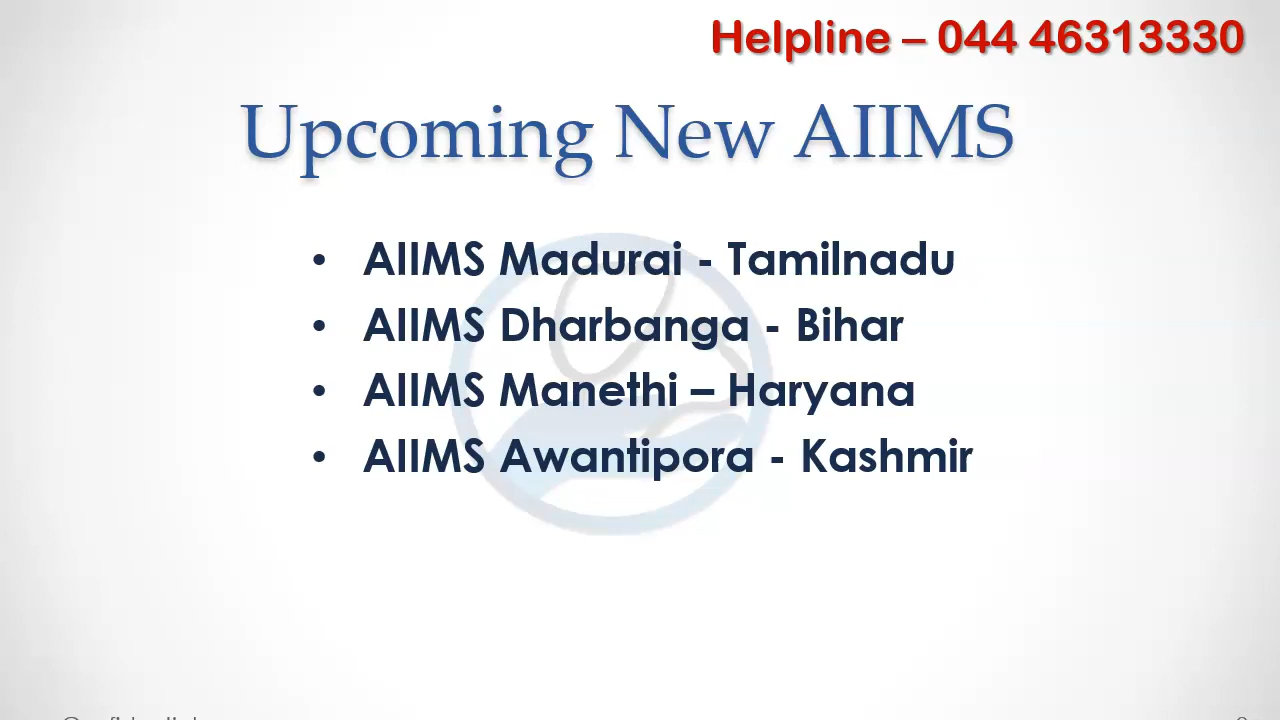 Helpline – 044 46313330
Upcoming New AIIMS
• AIIMS Madurai - Tamilnadu
• AIIMS Dharbanga - Bihar
• AIIMS Manethi – Haryana
• AIIMS Awantipora - Kashmir